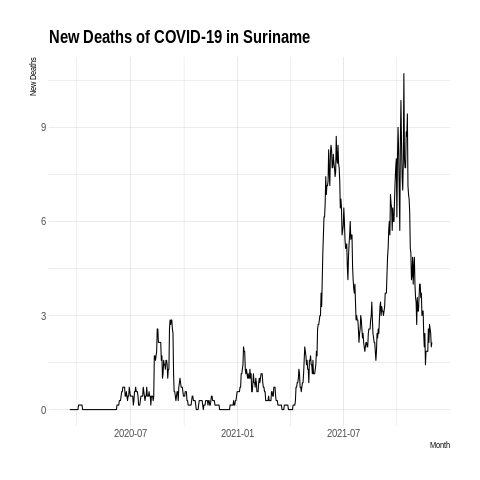 New Deaths of COVID-19 in Suriname
New Deaths
9
6
3
0
2020-07
2021-01
2021-07
Month